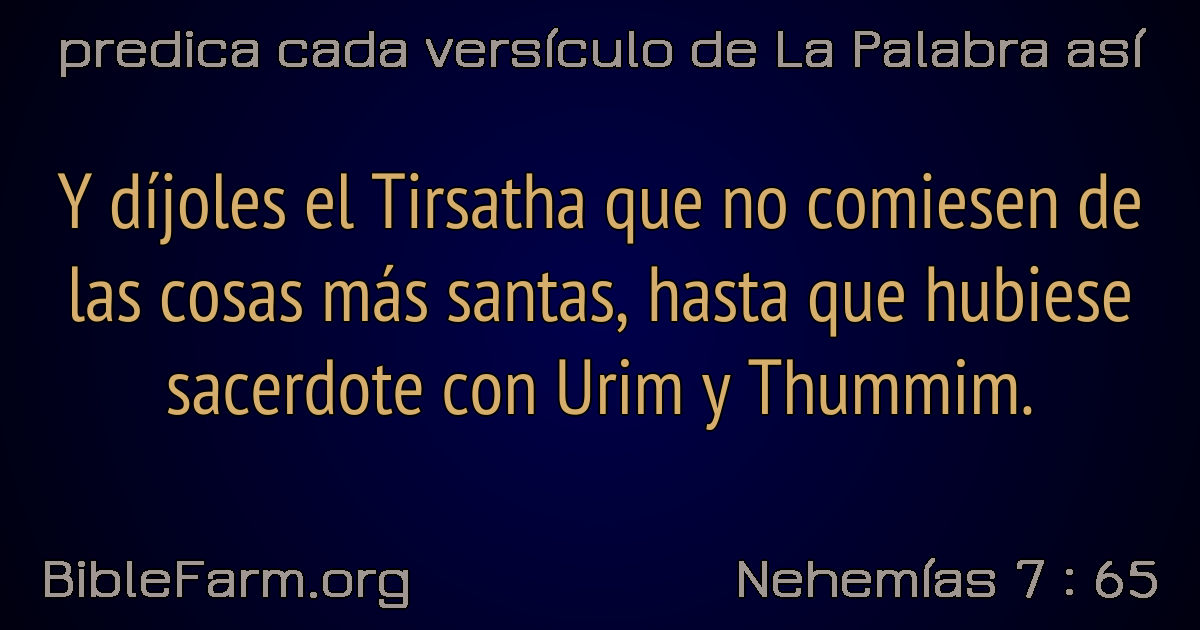 predica cada versículo de La Palabra así
Y díjoles el Tirsatha que no comiesen de
las cosas más santas, hasta que hubiese
sacerdote con Urim y Thummim.
BibleFarm.org
Nehemías 7 : 65